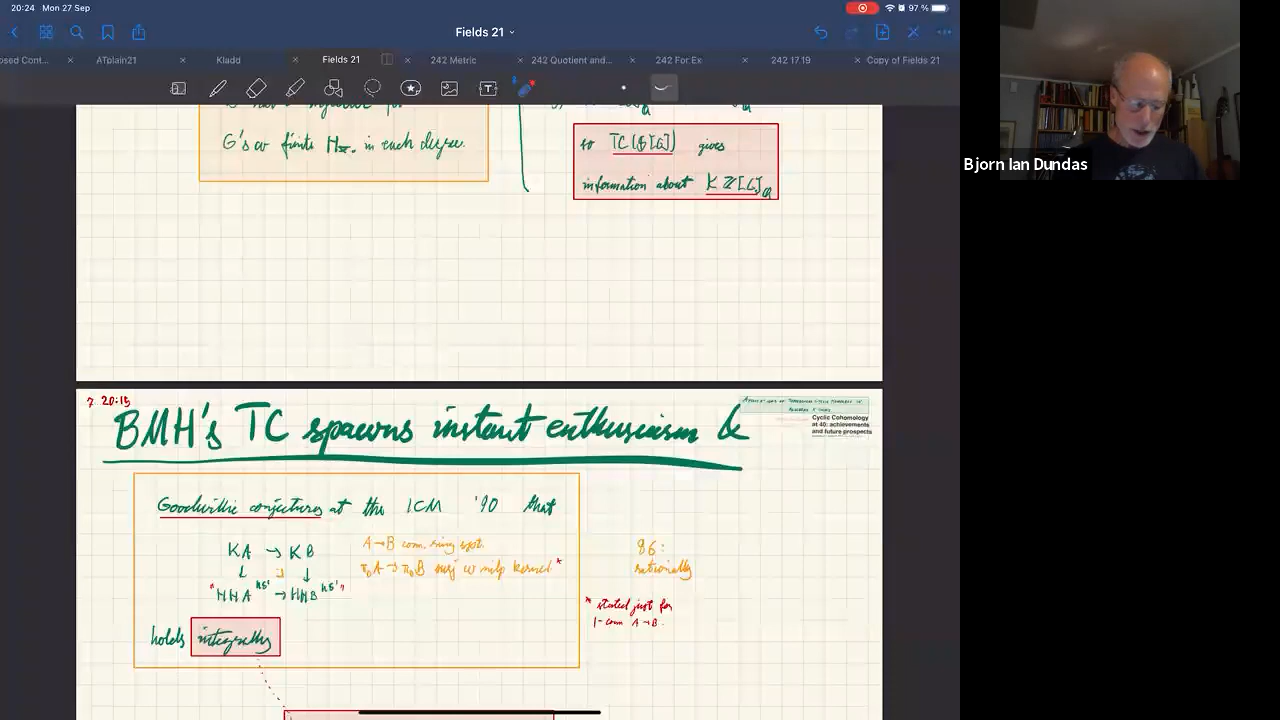 20:24 Mon 27 Sep
97 %
Fields 21
osed Cont...
ATplain21
Kladd
Fields 21
242 Metric
242 Quotient and...
242 For Ex
242 17.19
Copy of Fields 21
G's w finite H in each degree.
so TC(S[G]) gives
information about K Z[G]Q
7. 20:15
BMH's TC spawns instant enthusiasm &
Cyclic Cohomology
at 40: achievements
and future prospects
Goodwillie conjectures at the ICM '90 that
KA → KB
A → B conn. ring spt.
↓ ↓
π₀A → π₀B surj w nilp kernel *
"HHA hS¹ → HHB hS¹"
holds integrally
86:
rationally
* stated just for
1-conn A → B.
Bjorn Ian Dundas